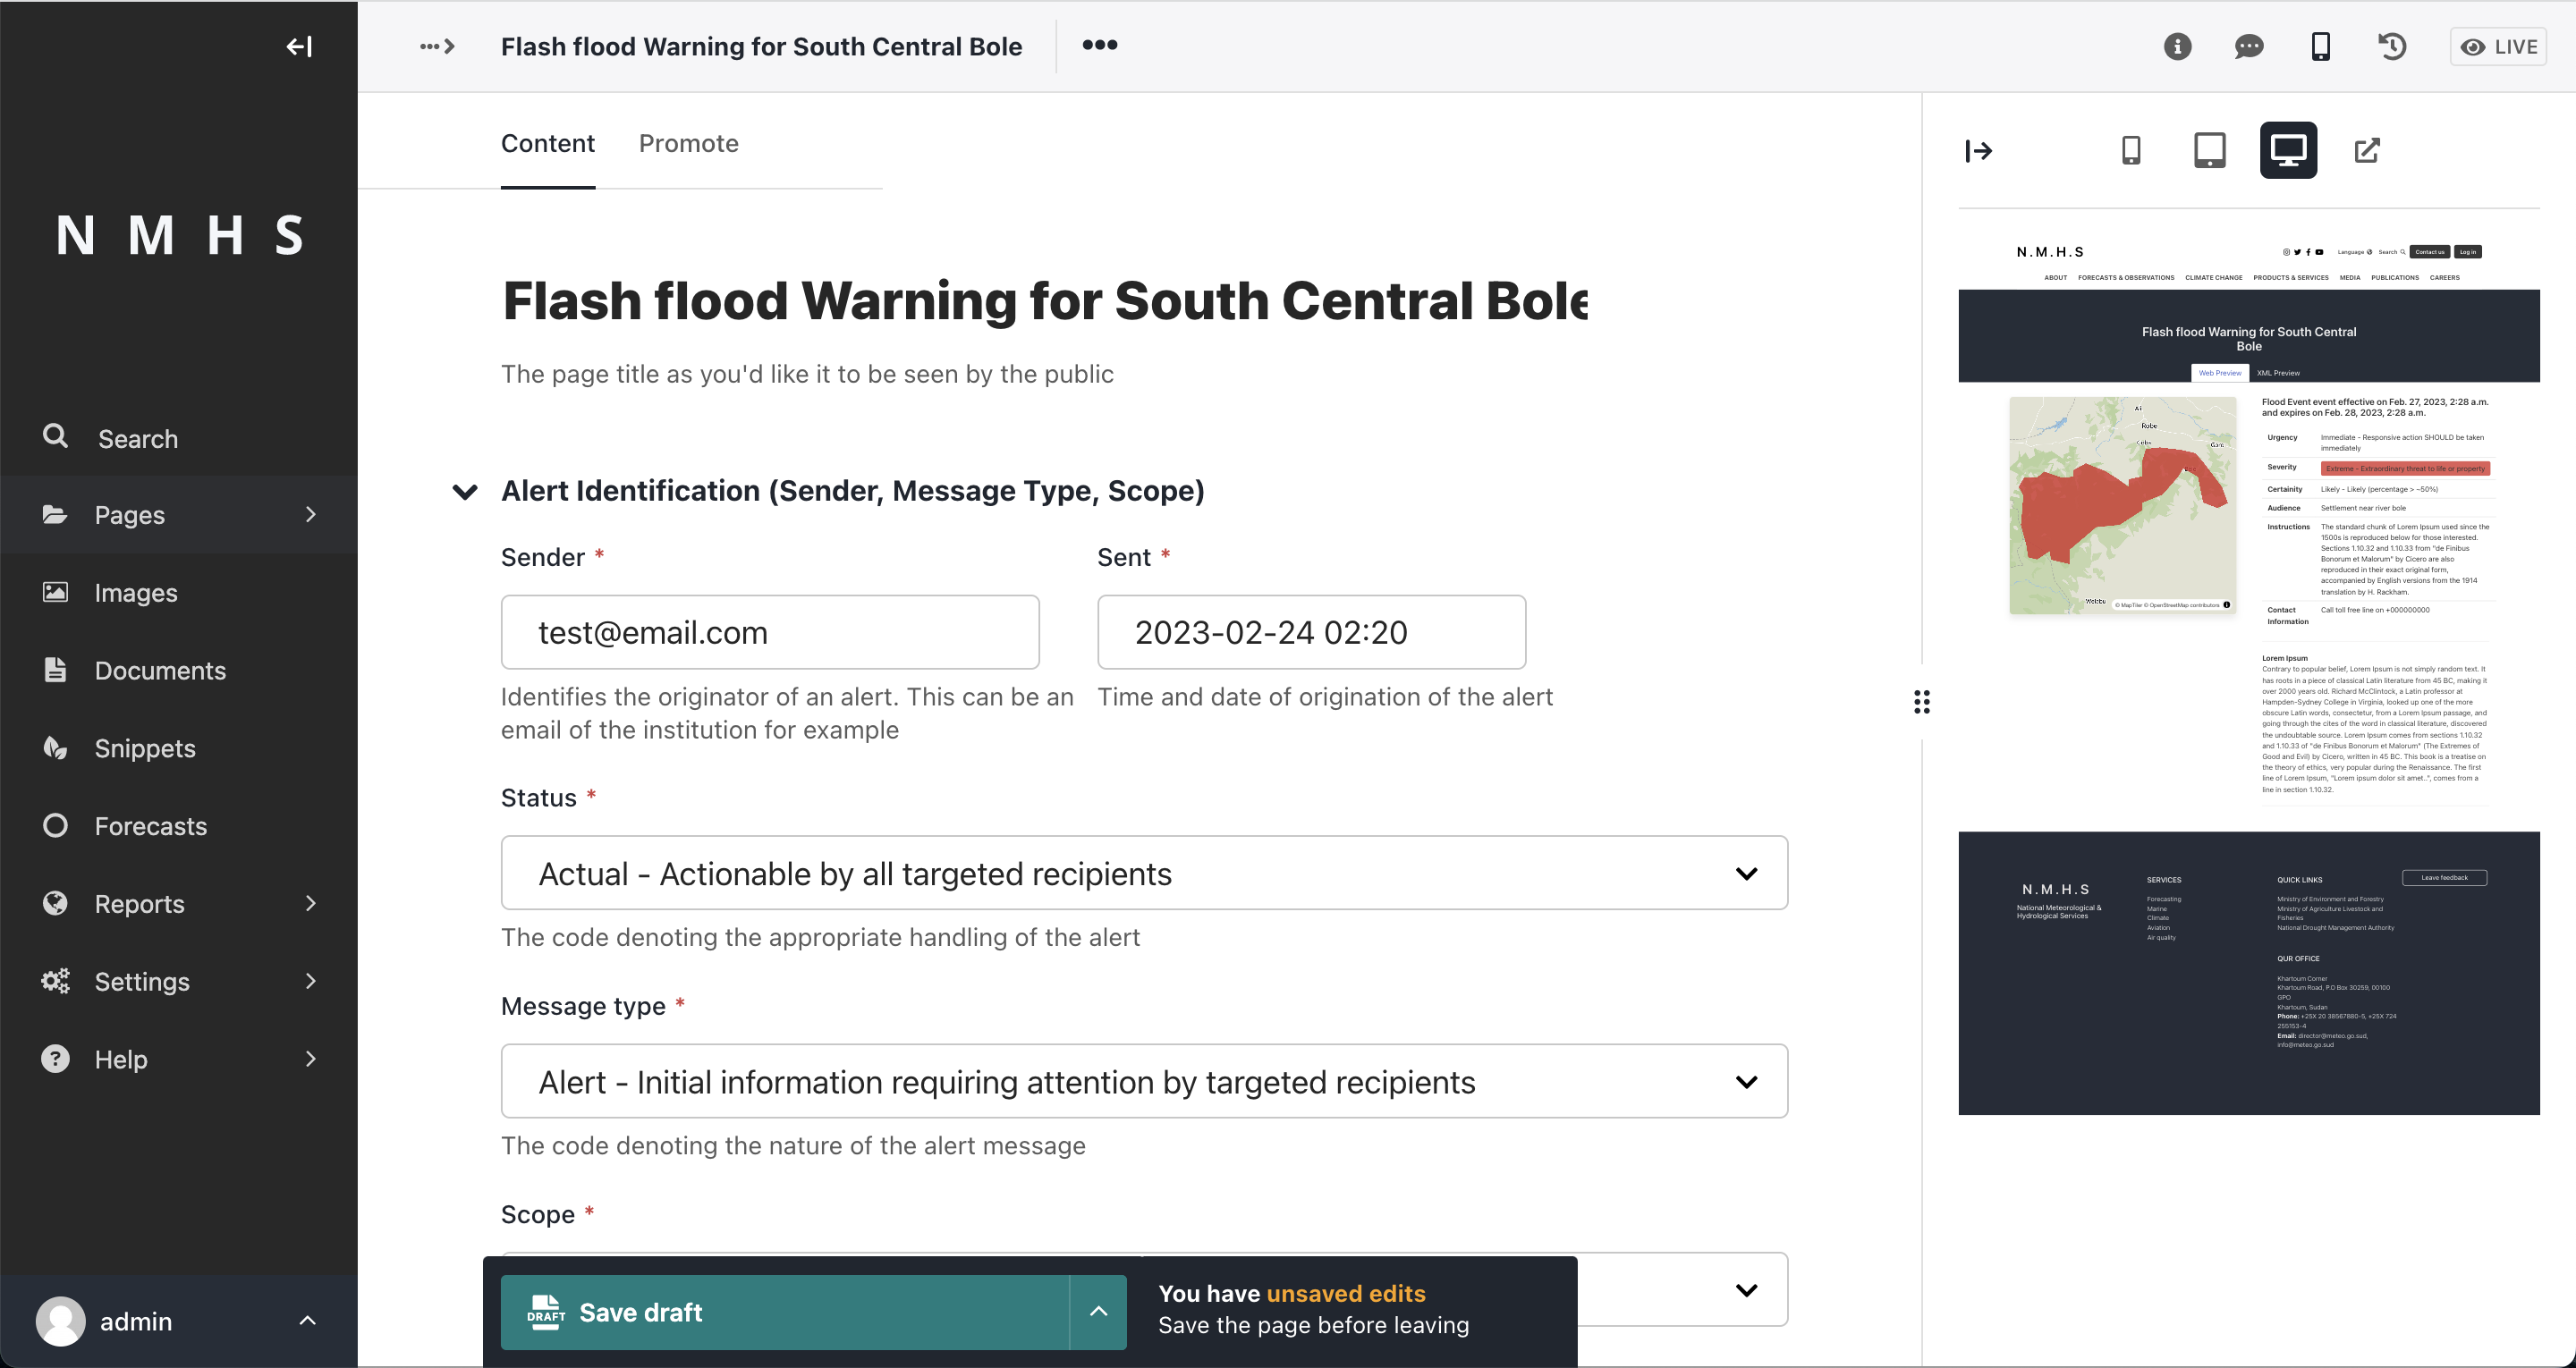 N M H S
Search
Pages
Images
Documents
Snippets
Forecasts
Reports
Settings
Help
admin
Flash flood Warning for South Central Bole
LIVE
Content
Promote
Flash flood Warning for South Central Bole
The page title as you'd like it to be seen by the public
Alert Identification (Sender, Message Type, Scope)
Sender *
Sent *
test@email.com
2023-02-24 02:20
Identifies the originator of an alert. This can be an
email of the institution for example
Time and date of origination of the alert
Status *
Actual - Actionable by all targeted recipients
The code denoting the appropriate handling of the alert
Message type *
Alert - Initial information requiring attention by targeted recipients
The code denoting the nature of the alert message
Scope *
DRAFT
Save draft
You have unsaved edits
Save the page before leaving
N.M.H.S
Language
Search
Contact us
Log in
ABOUT FORECASTS & OBSERVATIONS CLIMATE CHANGE PRODUCTS & SERVICES MEDIA PUBLICATIONS CAREERS
Flash flood Warning for South Central
Bole
Web Preview XML Preview
Robe
Goro
© MapTiler © OpenStreetMap contributors
Flood Event event effective on Feb. 27, 2023, 2:28 a.m.
and expires on Feb. 28, 2023, 2:28 a.m.
Urgency Immediate - Responsive action SHOULD be taken
immediately
Severity Extreme - Extraordinary threat to life or property
Certainity Likely - Likely (percentage > ~50%)
Audience Settlement near river bole
Instructions The standard chunk of Lorem Ipsum used since the
1500s is reproduced below for those interested.
Sections 1.10.32 and 1.10.33 from "de Finibus
Bonorum et Malorum" by Cicero are also
reproduced in their exact original form,
accompanied by English versions from the 1914
translation by H. Rackham.
Contact Call toll free line on +000000000
Information
Lorem Ipsum
Contrary to popular belief, Lorem Ipsum is not simply random text. It
has roots in a piece of classical Latin literature from 45 BC, making it
over 2000 years old. Richard McClintock, a Latin professor at
Hampden-Sydney College in Virginia, looked up one of the more
obscure Latin words, consectetur, from a Lorem Ipsum passage, and
going through the cites of the word in classical literature, discovered
the undoubtable source. Lorem Ipsum comes from sections 1.10.32
and 1.10.33 of "de Finibus Bonorum et Malorum" (The Extremes of
Good and Evil) by Cicero, written in 45 BC. This book is a treatise on
the theory of ethics, very popular during the Renaissance. The first
line of Lorem Ipsum, "Lorem ipsum dolor sit amet..", comes from a
line in section 1.10.32.
N.M.H.S
National Meteorological &
Hydrological Services
SERVICES
Forecasting
Marine
Climate
Aviation
Air quality
QUICK LINKS
Ministry of Environment and Forestry
Ministry of Agriculture Livestock and
Fisheries
National Drought Management Authority
Leave feedback
OUR OFFICE
Khartoum Corner
Khartoum Road, P.O Box 30259, 00100
GPO
Khartoum, Sudan
Phone: +25X 20 38567880-5, +25X 724
255153-4
Email: director@meteo.go.sud,
info@meteo.go.sud